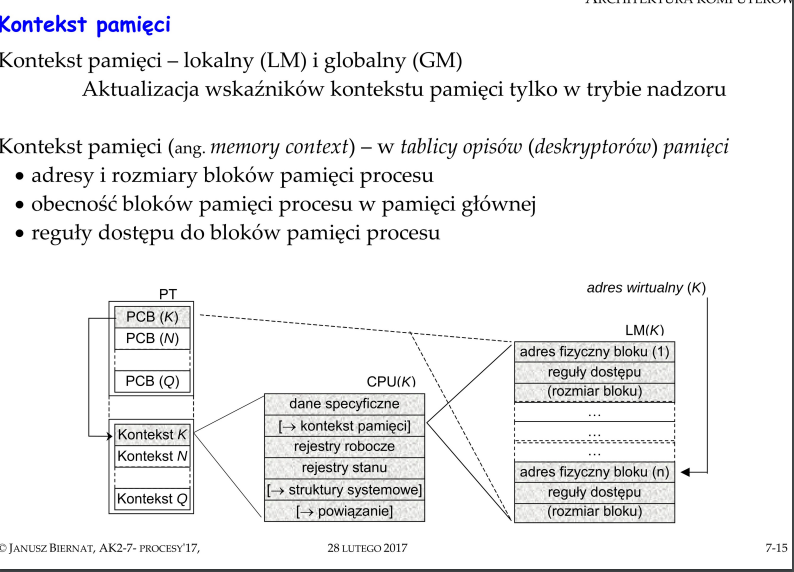 ARCHITEKTURA KOMPUTERÓW
Kontekst pamięci
Kontekst pamięci – lokalny (LM) i globalny (GM)
Aktualizacja wskaźników kontekstu pamięci tylko w trybie nadzoru
Kontekst pamięci (ang. memory context) – w tablicy opisów (deskryptorów) pamięci
• adresy i rozmiary bloków pamięci procesu
• obecność bloków pamięci procesu w pamięci głównej
• reguły dostępu do bloków pamięci procesu
PT
PCB (K)
PCB (N)
PCB (Q)
Kontekst K
Kontekst N
Kontekst Q
CPU(K)
dane specyficzne
[→ kontekst pamięci]
rejestry robocze
rejestry stanu
[→ struktury systemowe]
[→ powiązanie]
adres wirtualny (K)
LM(K)
adres fizyczny bloku (1)
reguły dostępu
(rozmiar bloku)
…
…
…
adres fizyczny bloku (n)
reguły dostępu
(rozmiar bloku)
© JANUSZ BIERNAT, AK2-7- PROCESY'17,
28 LUTEGO 2017
7-15